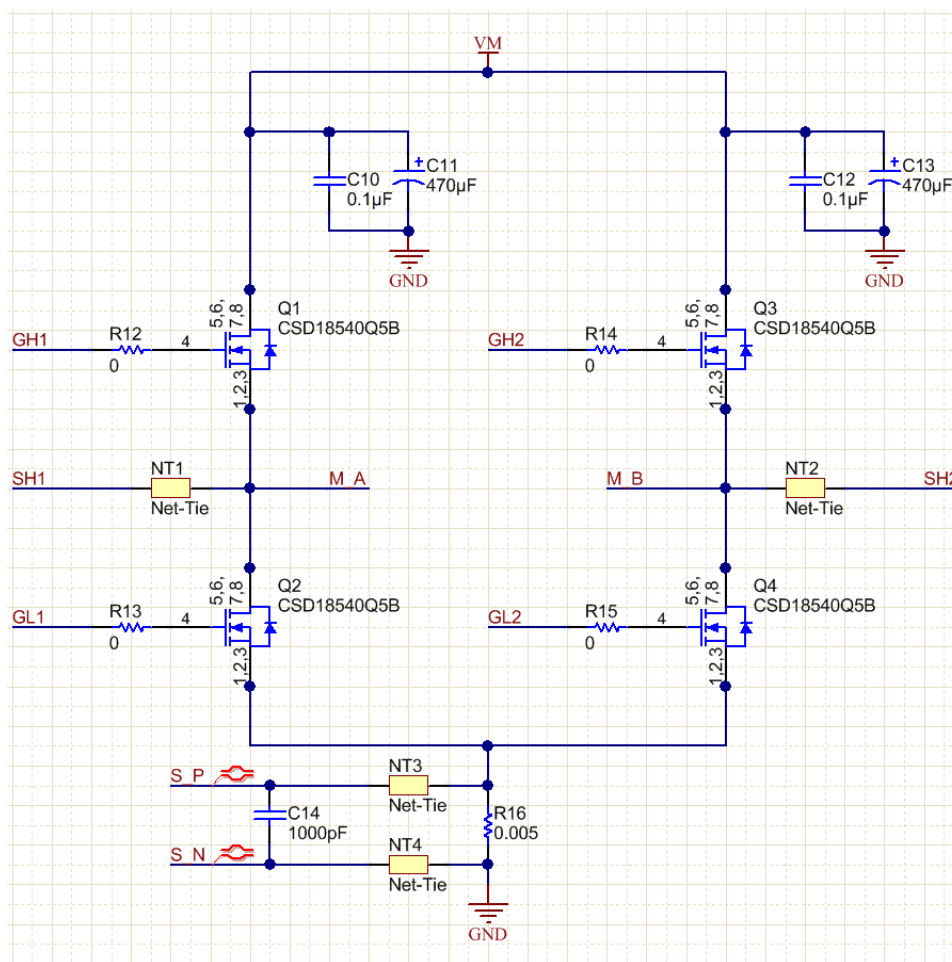 VM
C10
0.1µF
C11
470µF
GND
C12
0.1µF
C13
470µF
GND
GH1
R12
0
4
5,6,
7,8
1,2,3
Q1
CSD18540Q5B
GH2
R14
0
4
5,6,
7,8
1,2,3
Q3
CSD18540Q5B
SH1
NT1
Net-Tie
M_A
M_B
NT2
Net-Tie
SH2
GL1
R13
0
4
5,6,
7,8
1,2,3
Q2
CSD18540Q5B
GL2
R15
0
4
5,6,
7,8
1,2,3
Q4
CSD18540Q5B
S_P
NT3
Net-Tie
C14
1000pF
R16
0.005
S_N
NT4
Net-Tie
GND